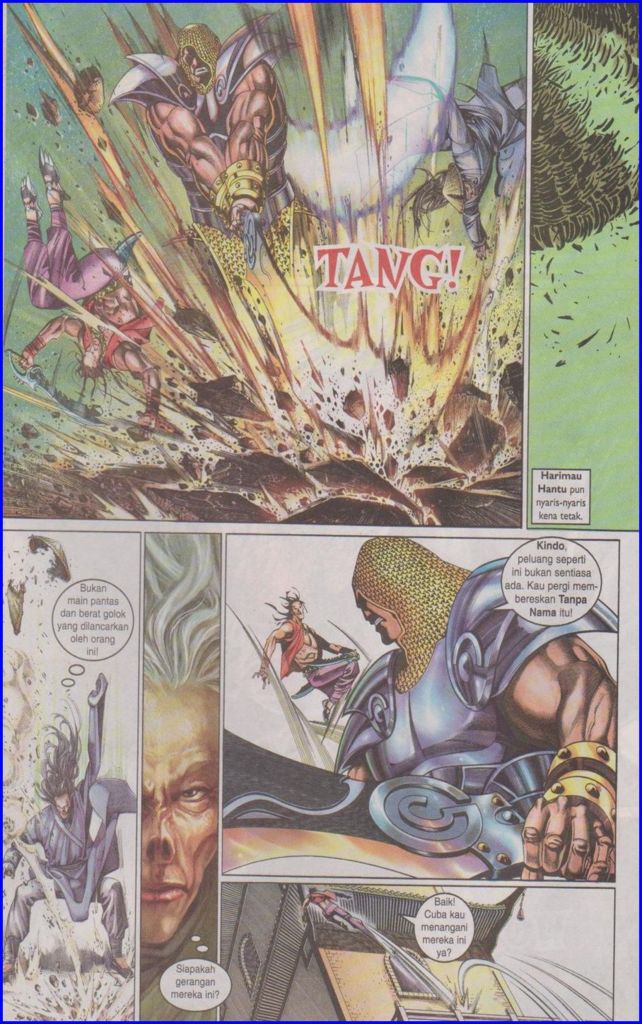 TANG!
Harimau
Hantu pun
nyaris-nyaris
kena tetak.
Bukan
main pantas
dan berat golok
yang dilancarkan
oleh orang
ini!
Siapakah
gerangan
mereka ini?
Kindo,
peluang seperti
ini bukan sentiasa
ada. Kau pergi mem-
bereskan Tanpa
Nama itu!
Baik!
Cuba kau
menangani
mereka ini
ya?